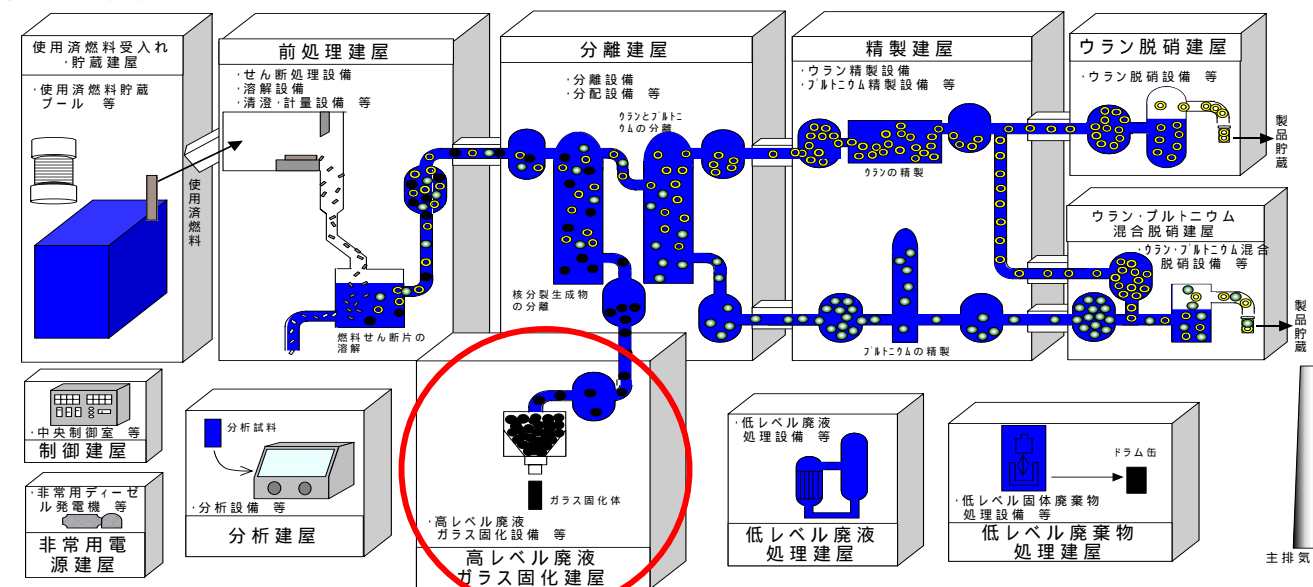 使用済燃料受入れ
・貯蔵建屋
・使用済燃料貯蔵
プール 等
使用済燃料
前処理建屋
・せん断処理設備
・溶解設備
・清澄・計量設備 等
燃料せん断片の
溶解
分離建屋
・分離設備
・分配設備 等
ウランとプルトニ
ウムの分離
核分裂生成物
の分離
精製建屋
・ウラン精製設備
・プルトニウム精製設備 等
ウランの精製
プルトニウムの精製
ウラン脱硝建屋
・ウラン脱硝設備 等
製品貯蔵
ウラン・プルトニウム
混合脱硝建屋
・ウラン・プルトニウム混合
脱硝設備 等
製品貯蔵
・中央制御室 等
制御建屋
・非常用ディーゼ
ル発電機 等
非常用電
源建屋
分析試料
・分析設備 等
分析建屋
ガラス固化体
・高レベル廃液
ガラス固化設備 等
高レベル廃液
ガラス固化建屋
・低レベル廃液
処理設備 等
低レベル廃液
処理建屋
ドラム缶
・低レベル固体廃棄物
処理設備 等
低レベル廃棄物
処理建屋
主排気